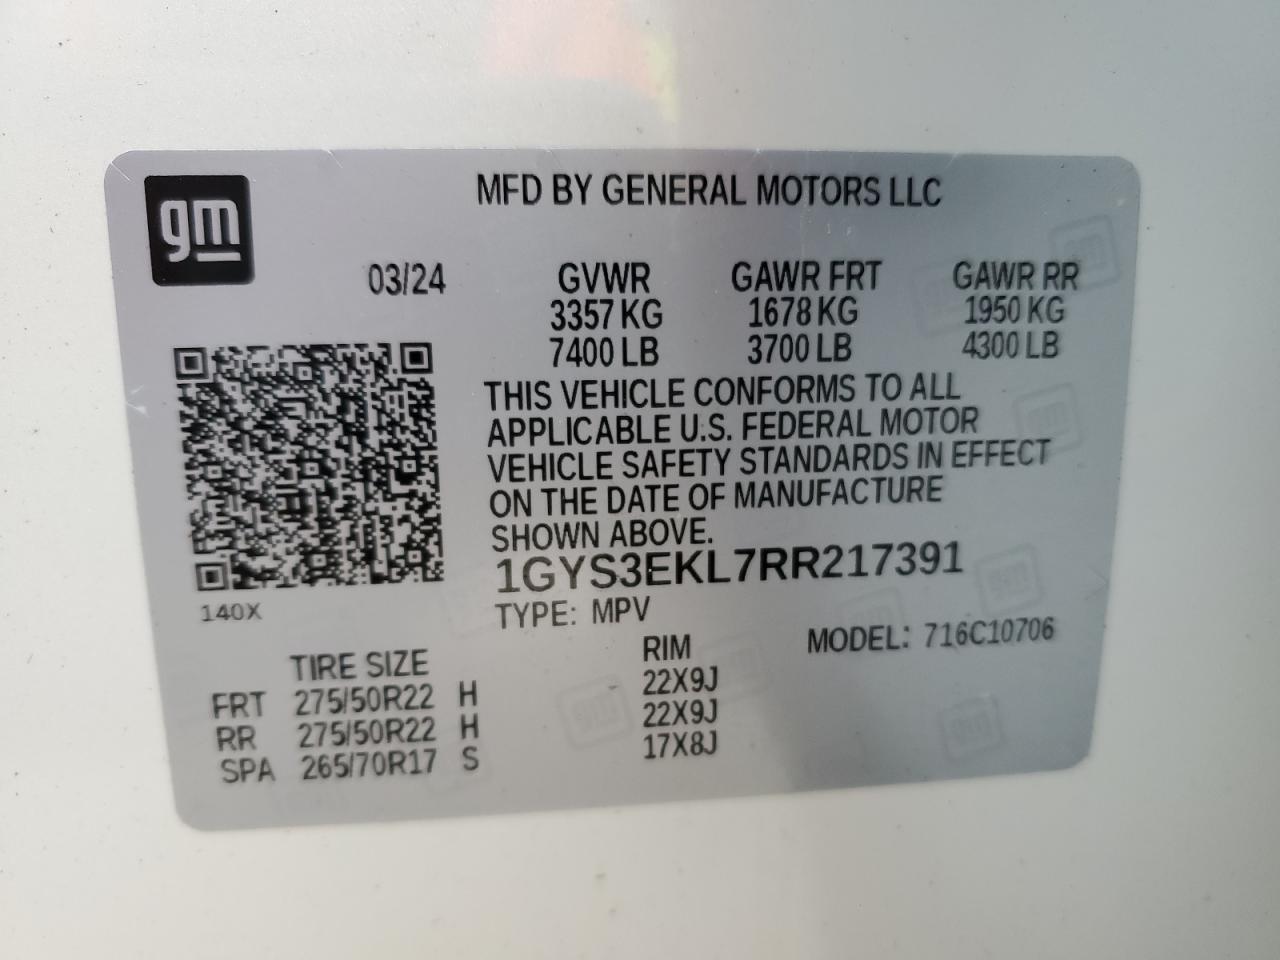 gm
MFD BY GENERAL MOTORS LLC
03/24 GVWR GAWR FRT GAWR RR
3357 KG 1678 KG 1950 KG
7400 LB 3700 LB 4300 LB
THIS VEHICLE CONFORMS TO ALL
APPLICABLE U.S. FEDERAL MOTOR
VEHICLE SAFETY STANDARDS IN EFFECT
ON THE DATE OF MANUFACTURE
SHOWN ABOVE.
1GYS3EKL7RR217391
140X
TYPE: MPV MODEL: 716C10706
TIRE SIZE RIM
FRT 275/50R22 H 22X9J
RR 275/50R22 H 22X9J
SPA 265/70R17 S 17X8J